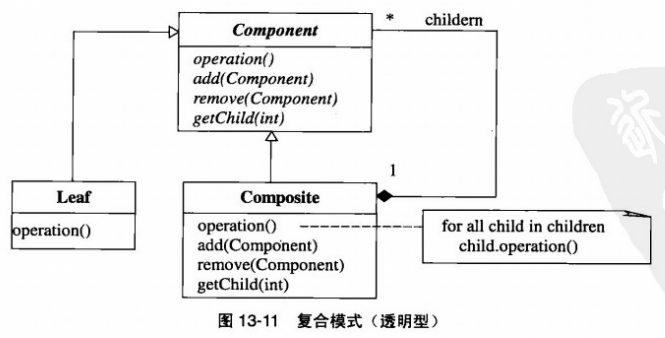 Component
* childern
operation()
add(Component)
remove(Component)
getChild(int)
1
Leaf
operation()
Composite
operation()
add(Component)
remove(Component)
getChild(int)
for all child in children
child.operation()
图 13-11 复合模式（透明型）